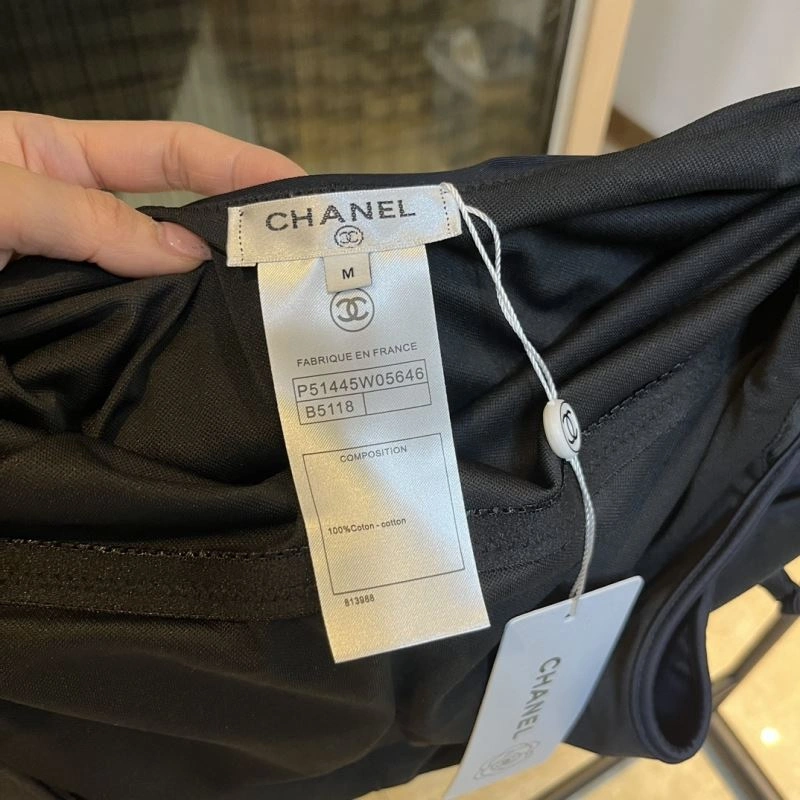 CHANEL
M
FABRIQUE EN FRANCE
P51445W05646
B5118
COMPOSITION
100%Coton - cotton
813988
CHANEL